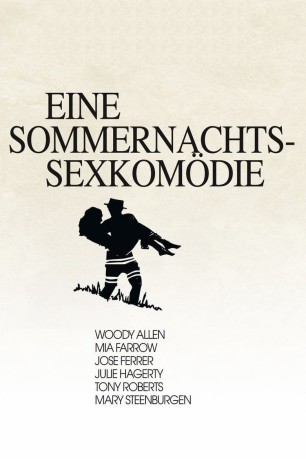 EINE
SOMMERNACHTS-
SEXKOMÖDIE
WOODY ALLEN
MIA FARROW
JOSE FERRER
JULIE HAGERTY
TONY ROBERTS
MARY STEENBURGEN